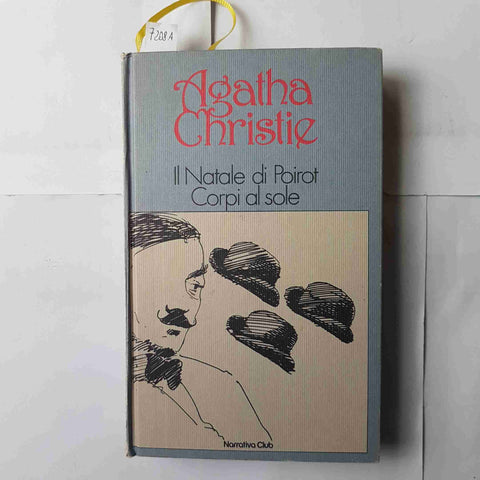 7208 A
Agatha
Christie
Il Natale di Poirot
Corpi al sole
Narrativa Club